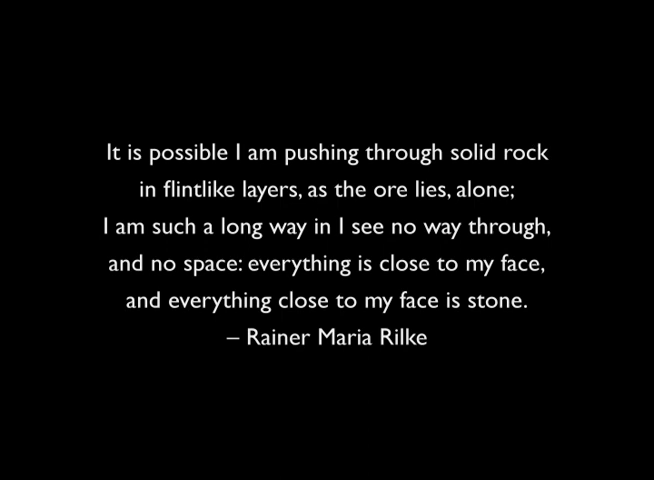 It is possible I am pushing through solid rock
in flintlike layers, as the ore lies, alone;
I am such a long way in I see no way through,
and no space: everything is close to my face,
and everything close to my face is stone.
– Rainer Maria Rilke